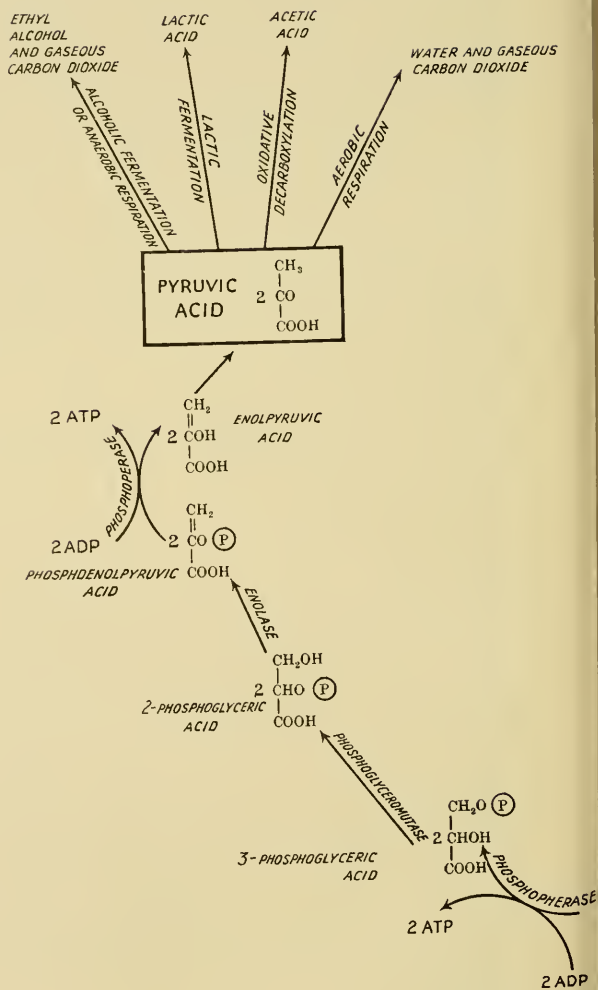 ETHYL
ALCOHOL
AND GASEOUS
CARBON DIOXIDE
LACTIC
ACID
ACETIC
ACID
WATER AND GASEOUS
CARBON DIOXIDE
ALCOHOLIC FERMENTATION
OR ANAEROBIC RESPIRATION
LACTIC
FERMENTATION
OXIDATIVE
DECARBOXYLATION
AEROBIC
RESPIRATION
PYRUVIC
ACID
2
CH₃
CO
COOH
2 ATP
PHOSPHOPERASE
2 ADP
CH₂
2 COH
COOH
ENOLPYRUVIC
ACID
CH₂
2 CO P
COOH
PHOSPHDENOLPYRUVIC
ACID
ENOLASE
CH₂OH
2 CHO P
COOH
2-PHOSPHOGLYCERIC
ACID
PHOSPHOGLYCEROMUTASE
CH₂O P
2 CHOH
COOH
3-PHOSPHOGLYCERIC
ACID
PHOSPHOPHERASE
2 ATP
2 ADP